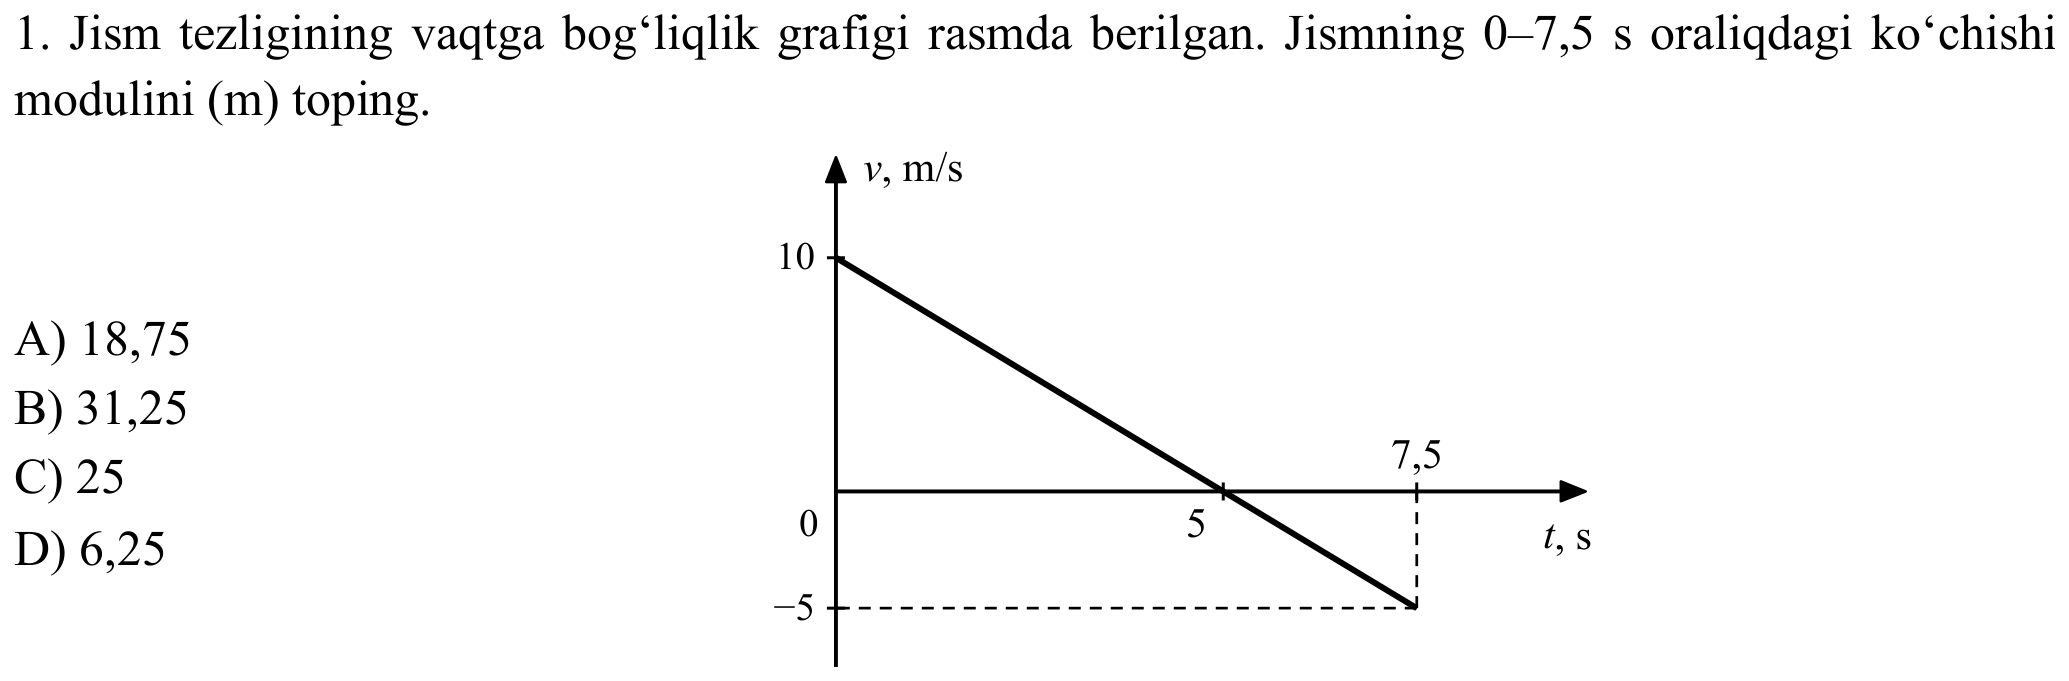 1. Jism tezligining vaqtga bog‘liqlik grafigi rasmda berilgan. Jismning 0–7,5 s oraliqdagi ko‘chishi
modulini (m) toping.
v, m/s
10
A) 18,75
B) 31,25
C) 25
D) 6,25
7,5
0
5
t, s
−5